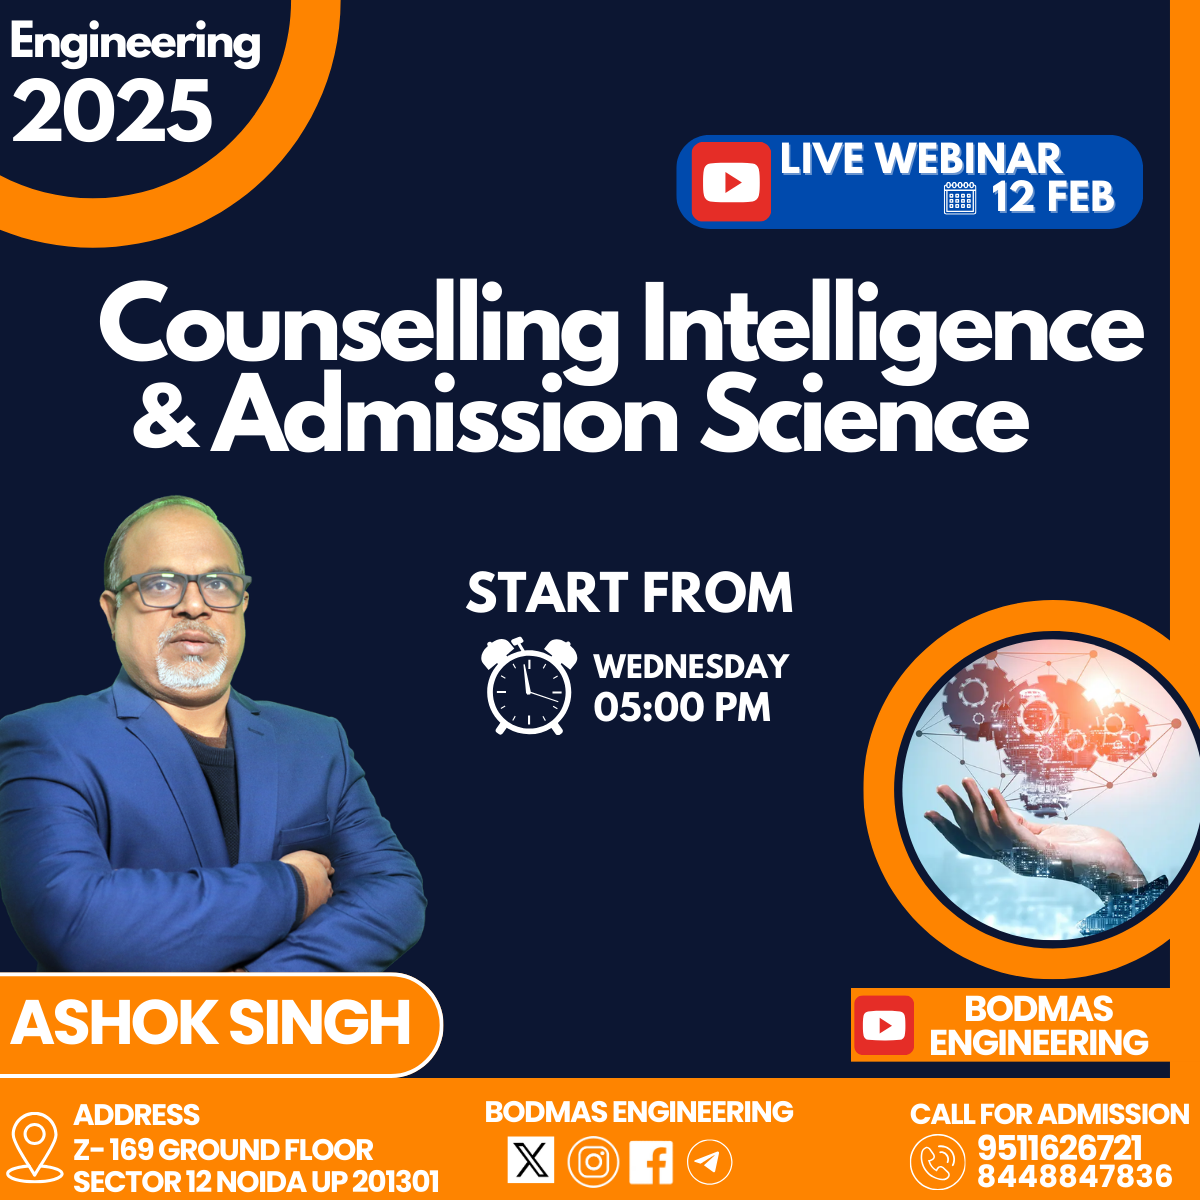 Engineering
2025
LIVE WEBINAR
12 FEB
Counselling Intelligence
& Admission Science
START FROM
WEDNESDAY
05:00 PM
ASHOK SINGH
BODMAS
ENGINEERING
ADDRESS
Z- 169 GROUND FLOOR
SECTOR 12 NOIDA UP 201301
BODMAS ENGINEERING
CALL FOR ADMISSION
9511626721
8448847836